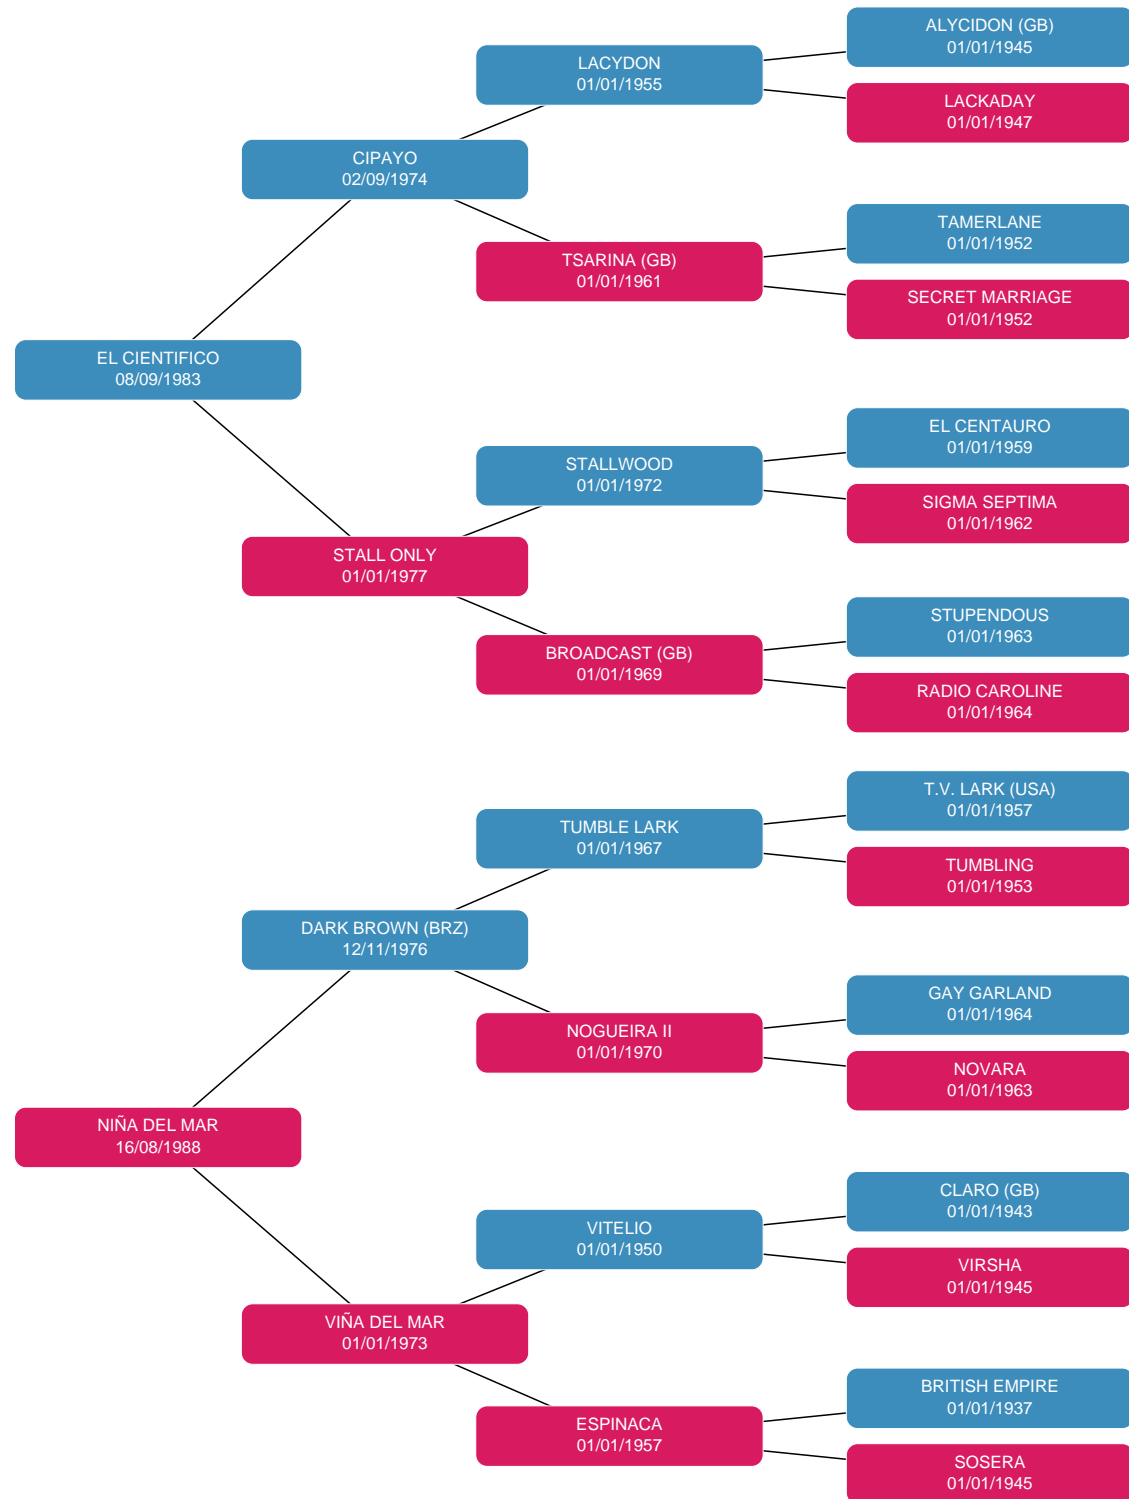 ALYCIDON (GB)
01/01/1945
LACYDON
01/01/1955
LACKADAY
01/01/1947
CIPAYO
02/09/1974
TAMERLANE
01/01/1952
TSARINA (GB)
01/01/1961
SECRET MARRIAGE
01/01/1952
EL CIENTIFICO
08/09/1983
EL CENTAURO
01/01/1959
STALLWOOD
01/01/1972
SIGMA SEPTIMA
01/01/1962
STALL ONLY
01/01/1977
STUPENDOUS
01/01/1963
BROADCAST (GB)
01/01/1969
RADIO CAROLINE
01/01/1964
T.V. LARK (USA)
01/01/1957
TUMBLE LARK
01/01/1967
TUMBLING
01/01/1953
DARK BROWN (BRZ)
12/11/1976
GAY GARLAND
01/01/1964
NOGUEIRA II
01/01/1970
NOVARA
01/01/1963
NIÑA DEL MAR
16/08/1988
CLARO (GB)
01/01/1943
VITELIO
01/01/1950
VIRSHA
01/01/1945
VIÑA DEL MAR
01/01/1973
BRITISH EMPIRE
01/01/1937
ESPINACA
01/01/1957
SOSERA
01/01/1945